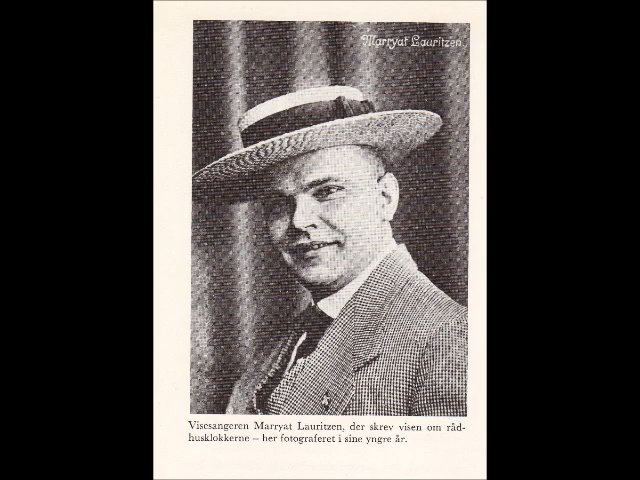 Marryat Lauritzen.
Visesangeren Marryat Lauritzen, der skrev visen om råd-
husklokkerne – her fotograferet i sine yngre år.